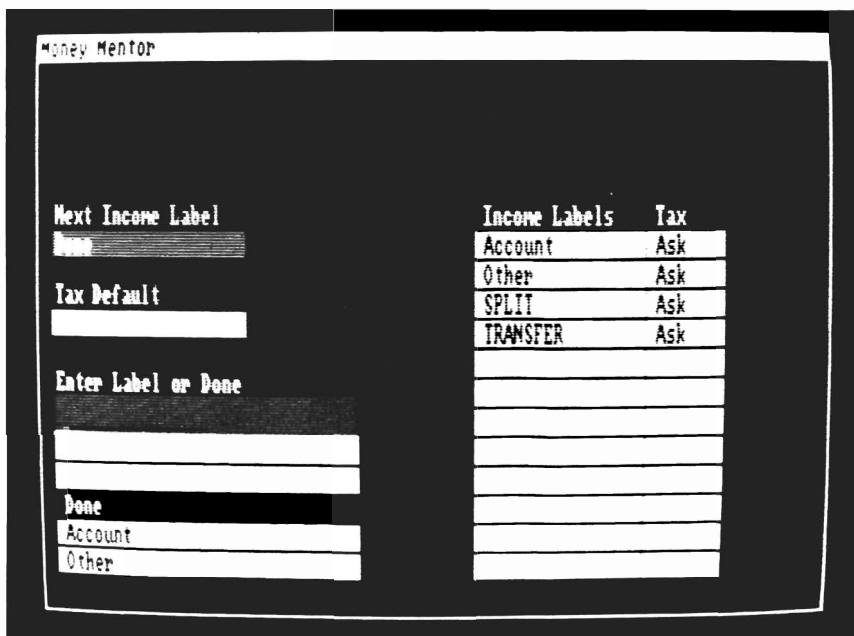 Money Mentor
Next Income Label
Done
Tax Default
Enter Label or Done
Done
Account
Other
Income Labels Tax
Account Ask
Other Ask
SPLIT Ask
TRANSFER Ask